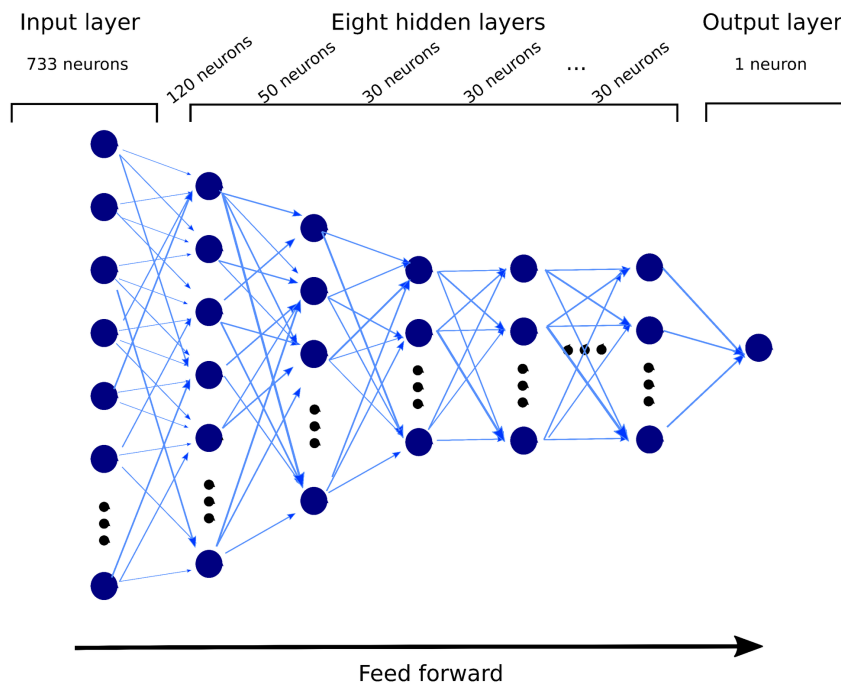 Input layer
Eight hidden layers
Output layer
733 neurons
120 neurons
50 neurons
30 neurons
30 neurons
...
30 neurons
1 neuron
Feed forward